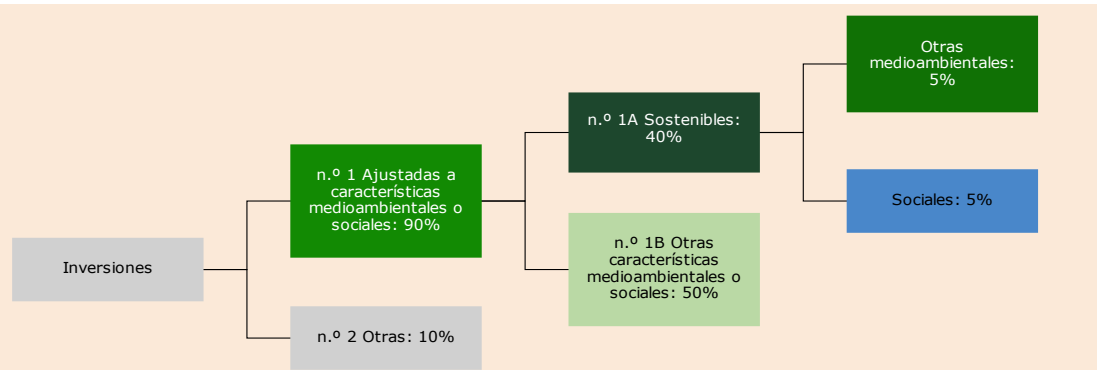 Inversiones
n.º 1 Ajustadas a
características
medioambientales o
sociales: 90%
n.º 2 Otras: 10%
n.º 1A Sostenibles:
40%
n.º 1B Otras
características
medioambientales o
sociales: 50%
Otras
medioambientales:
5%
Sociales: 5%